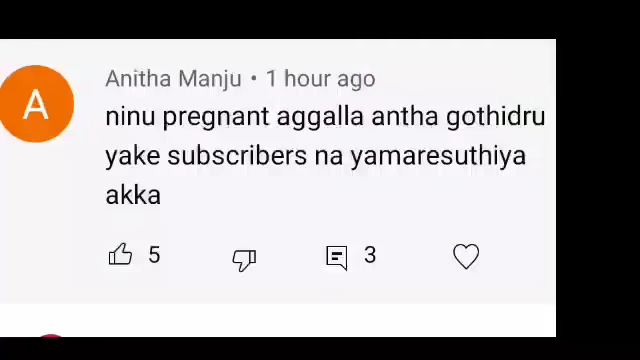 A
Anitha Manju • 1 hour ago
ninu pregnant aggalla antha gothidru
yake subscribers na yamaresuthiya
akka
5
3